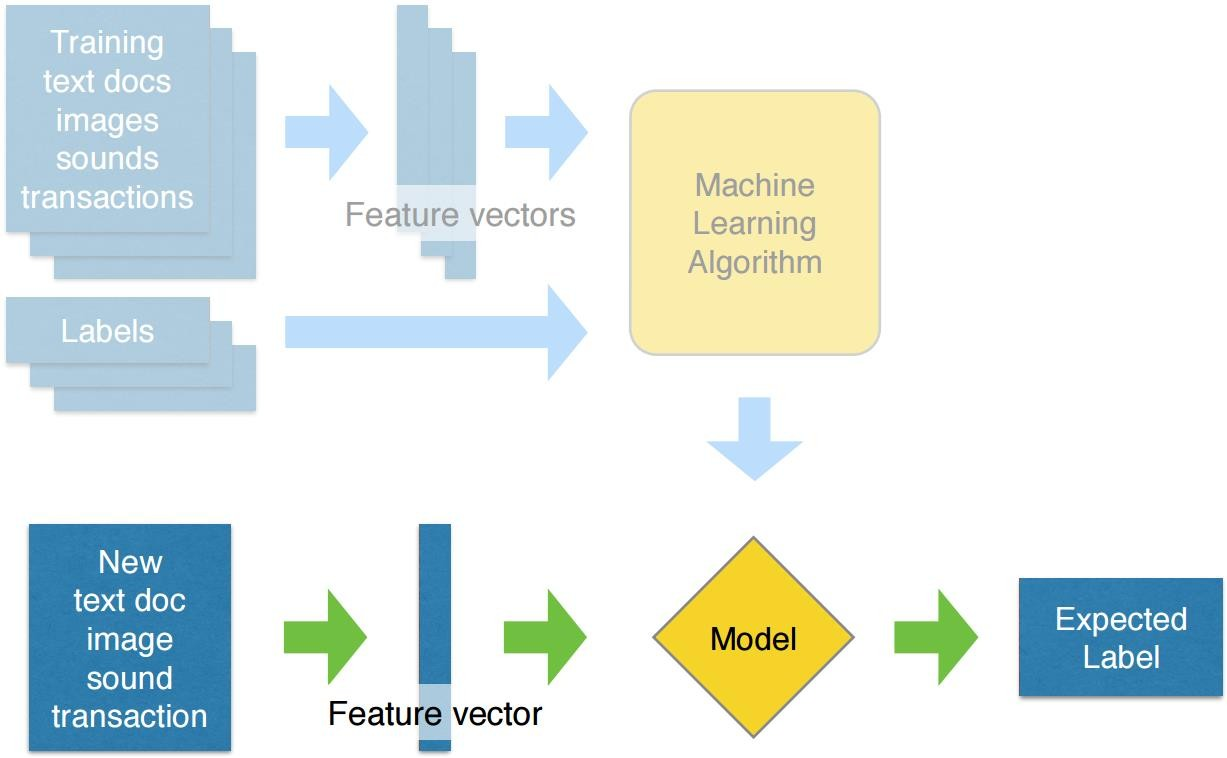 Training
text docs
images
sounds
transactions
Feature vectors
Machine
Learning
Algorithm
Labels
New
text doc
image
sound
transaction
Feature vector
Model
Expected
Label